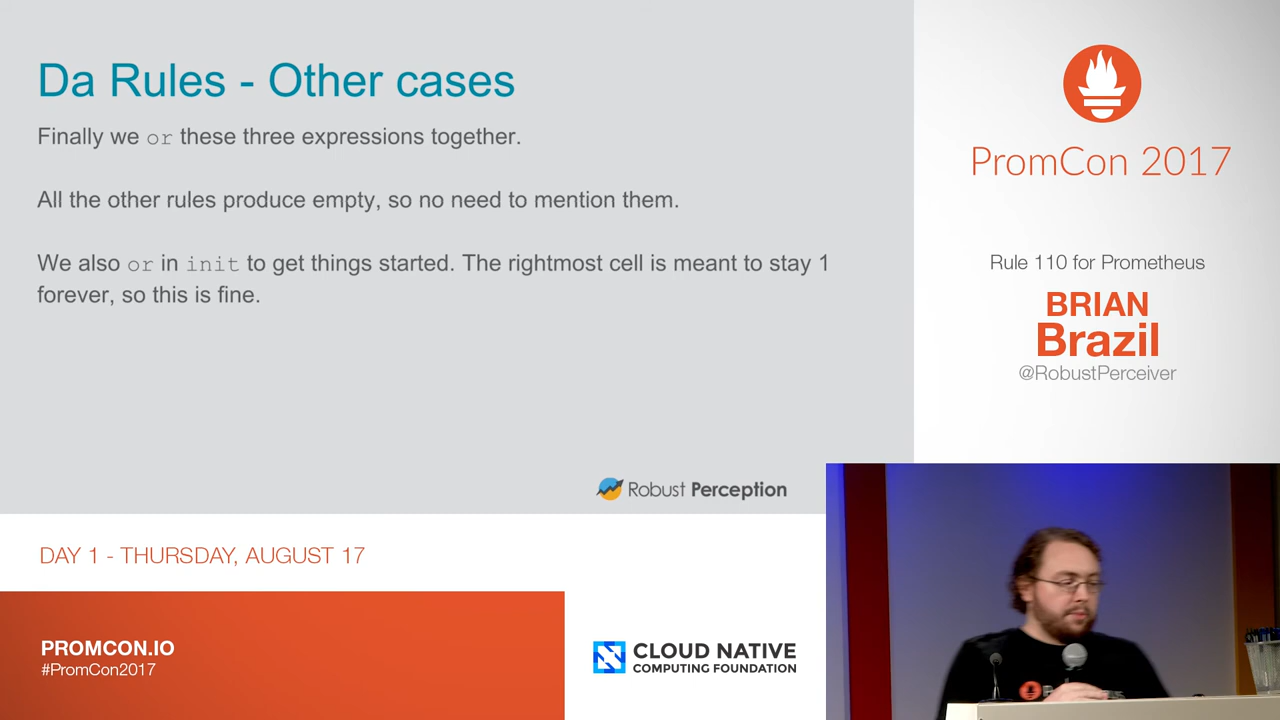 Da Rules - Other cases
Finally we or these three expressions together.
All the other rules produce empty, so no need to mention them.
We also or in init to get things started. The rightmost cell is meant to stay 1
forever, so this is fine.
Robust Perception
PromCon 2017
Rule 110 for Prometheus
BRIAN
Brazil
@RobustPerceiver
DAY 1 - THURSDAY, AUGUST 17
PROMCON.IO
#PromCon2017
CLOUD NATIVE
COMPUTING FOUNDATION